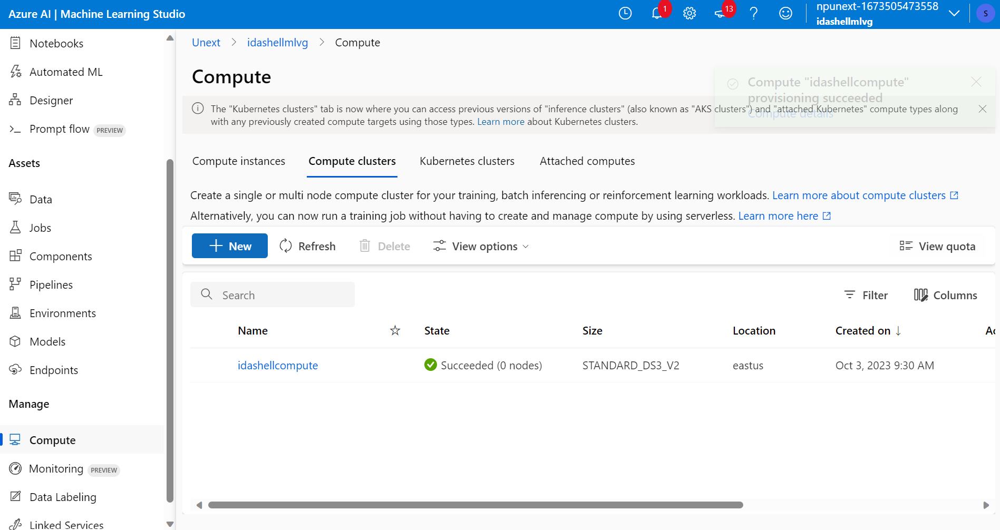 Azure AI | Machine Learning Studio
1
13
npunext-1673505473558
idashellmlvg
S
Notebooks
Automated ML
Designer
Prompt flow PREVIEW
Assets
Data
Jobs
Components
Pipelines
Environments
Models
Endpoints
Manage
Compute
Monitoring PREVIEW
Data Labeling
Linked Services
Unext > idashellmlvg > Compute
Compute
Compute "idashellcompute"
provisioning succeeded
Compute details
The "Kubernetes clusters" tab is now where you can access previous versions of "inference clusters" (also known as "AKS clusters") and "attached Kubernetes" compute types along
with any previously created compute targets using those types. Learn more about Kubernetes clusters.
Compute instances Compute clusters Kubernetes clusters Attached computes
Create a single or multi node compute cluster for your training, batch inferencing or reinforcement learning workloads. Learn more about compute clusters
Alternatively, you can now run a training job without having to create and manage compute by using serverless. Learn more here
New Refresh Delete View options View quota
Search Filter Columns
Name State Size Location Created on ↓ Ac
idashellcompute Succeeded (0 nodes) STANDARD_DS3_V2 eastus Oct 3, 2023 9:30 AM